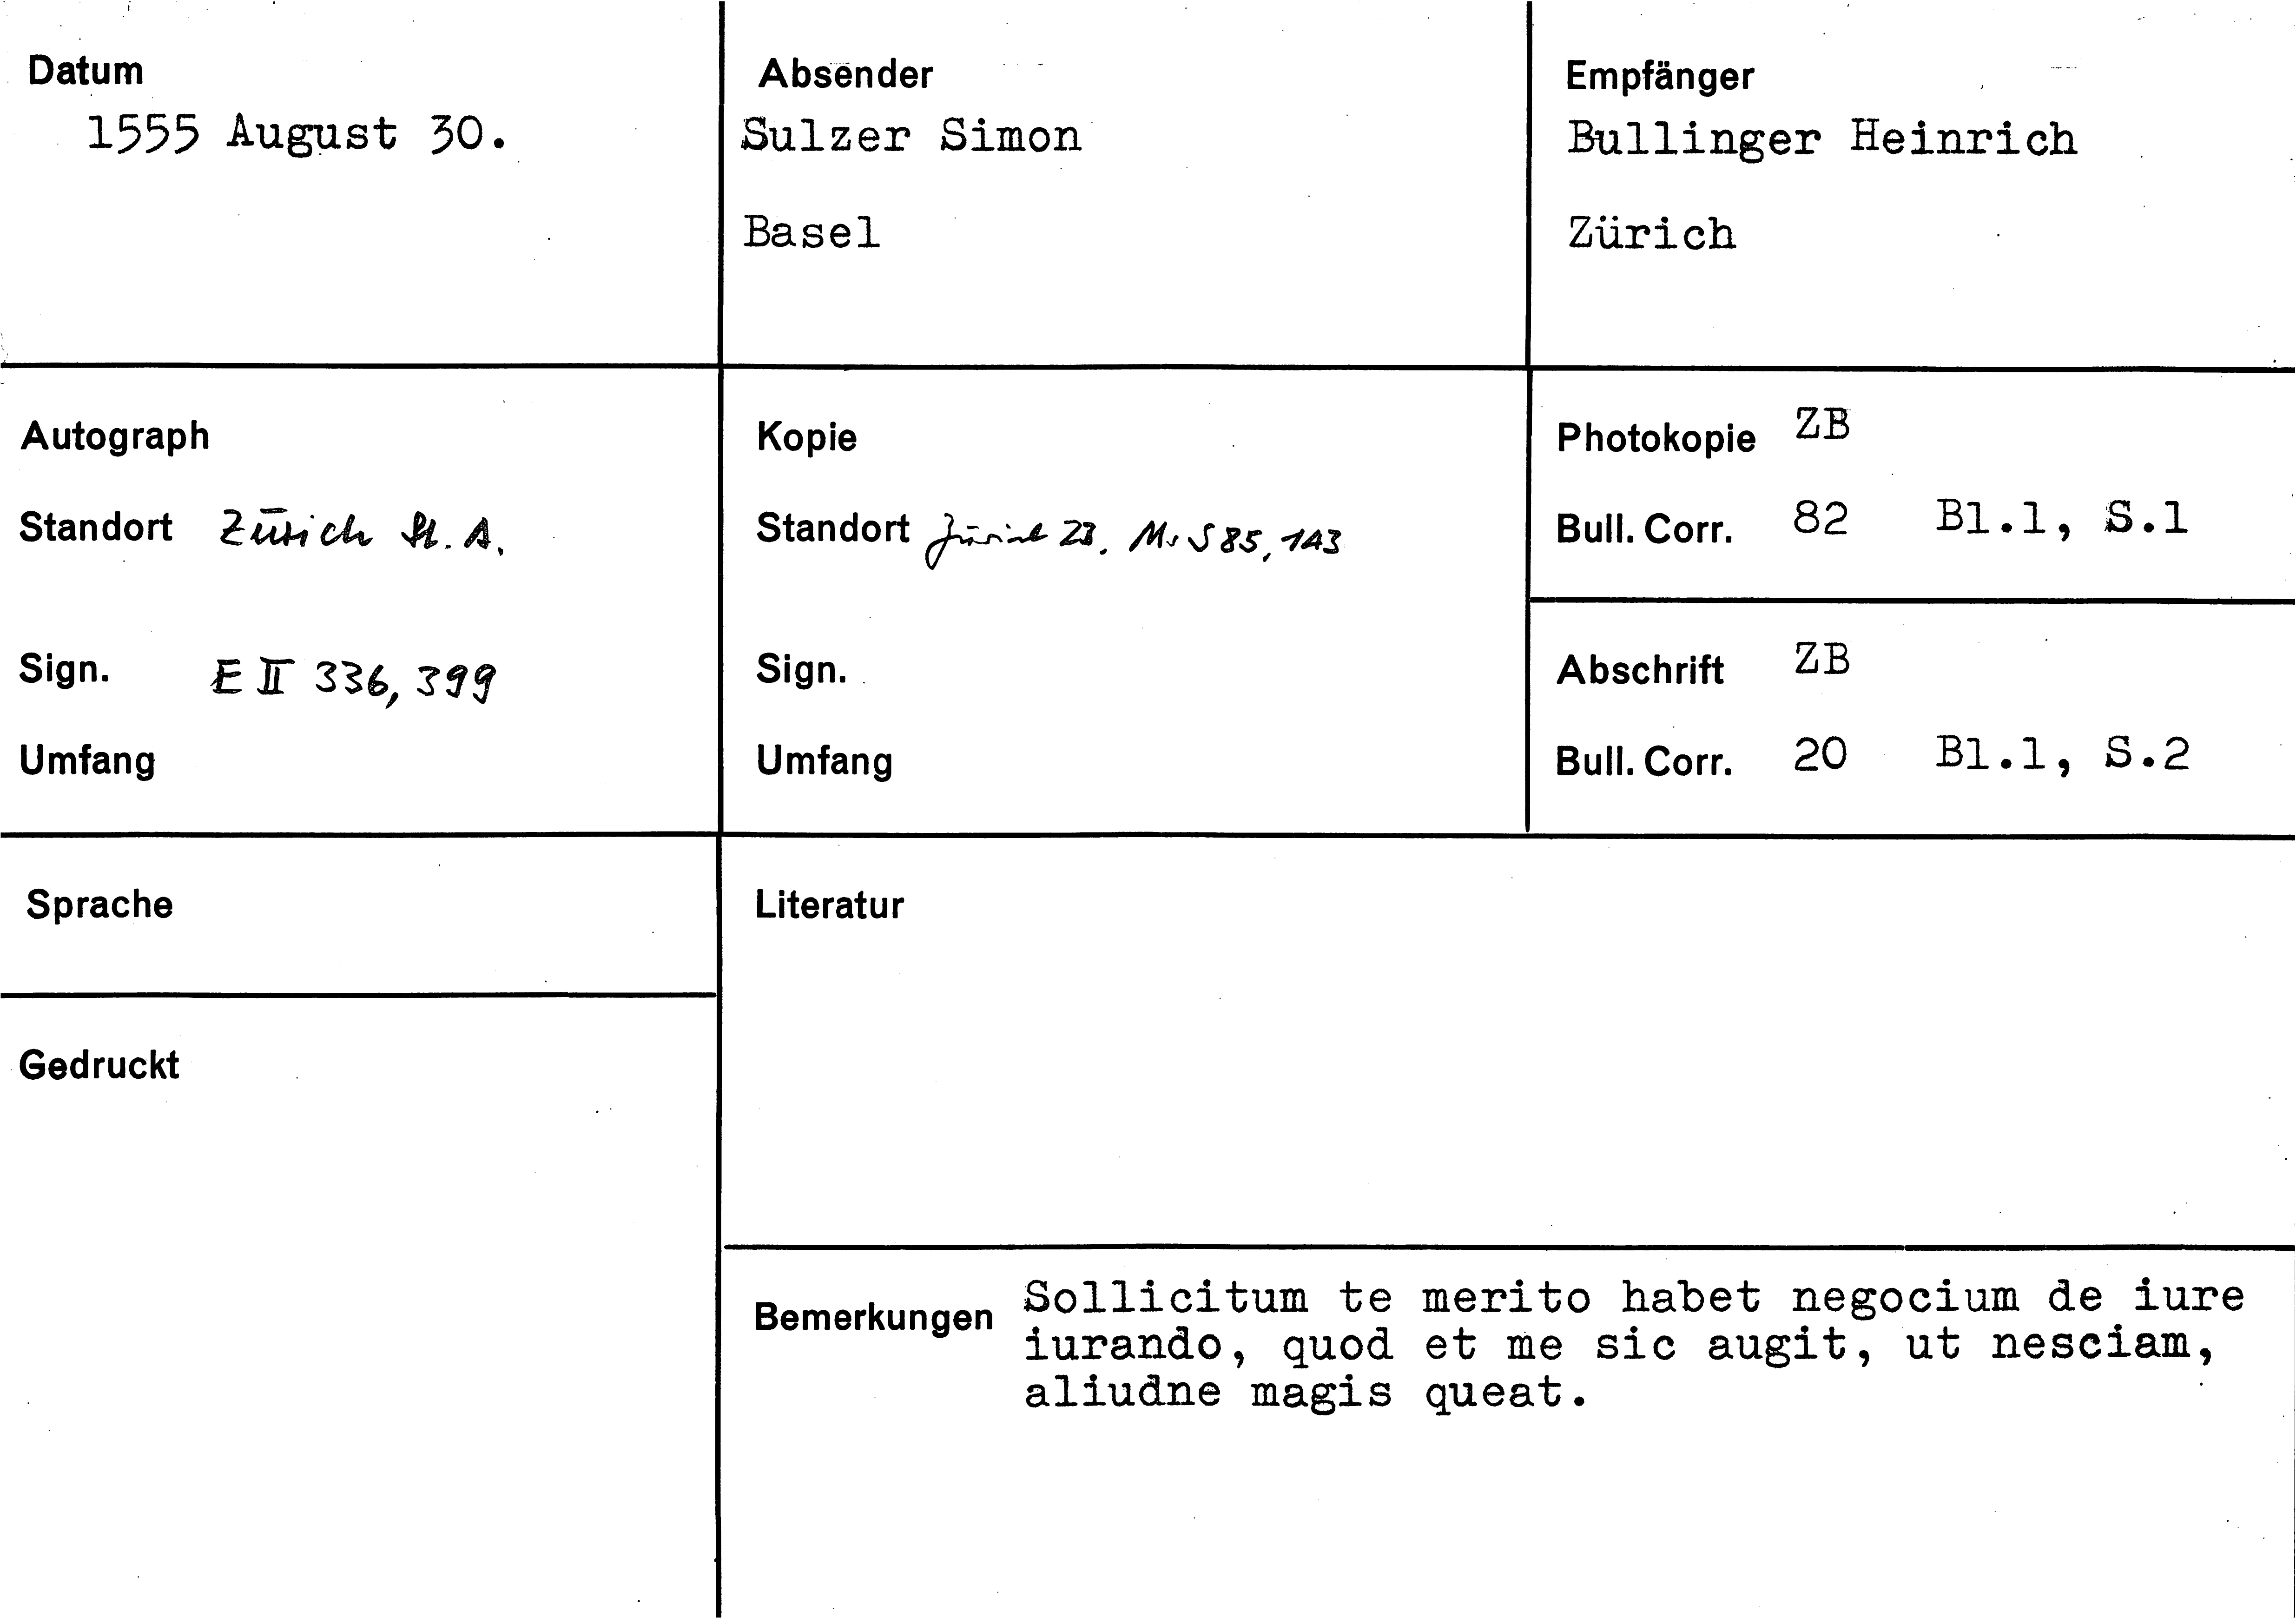 Datum
1555 August 30.
Absender
Sulzer Simon
Basel
Empfänger
Bullinger Heinrich
Zürich
Autograph
Standort Zürich St. A.
Sign. E II 336, 399
Umfang
Kopie
Standort Zürich ZB. Ms S 85, 143
Sign.
Umfang
Photokopie ZB
Bull. Corr. 82 Bl.1, S.1
Abschrift ZB
Bull. Corr. 20 Bl.1, S.2
Sprache
Gedruckt
Literatur
Bemerkungen Sollicitum te merito habet negocium de iure
iurando, quod et me sic augit, ut nesciam,
aliudne magis queat.